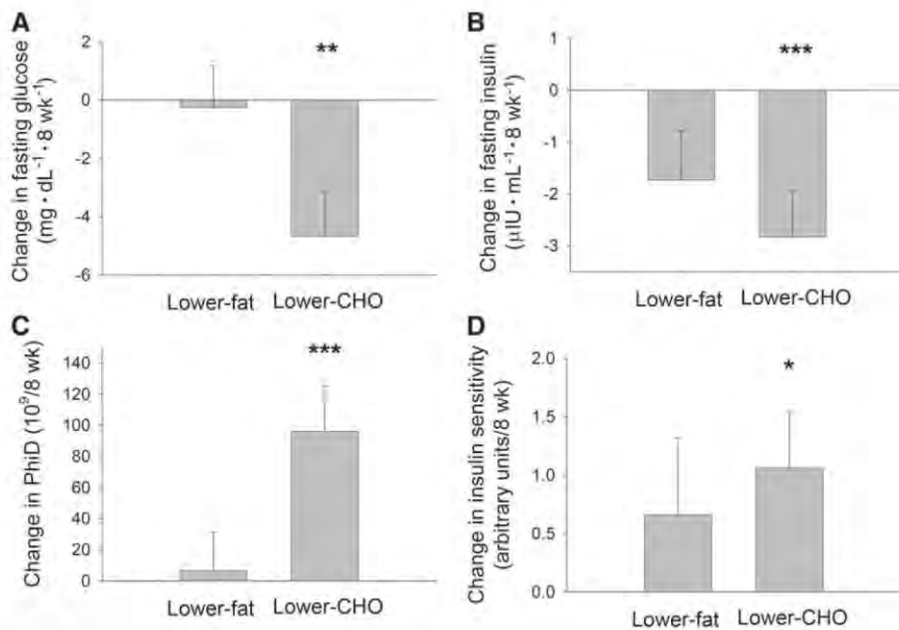 A
Change in fasting glucose
(mg · dL⁻¹ · 8 wk⁻¹)
2
0
-2
-4
-6
**
Lower-fat
Lower-CHO
B
Change in fasting insulin
(µIU · mL⁻¹ · 8 wk⁻¹)
1
0
-1
-2
-3
***
Lower-fat
Lower-CHO
C
Change in PhiD (10⁹/8 wk)
140
120
100
80
60
40
20
0
***
Lower-fat
Lower-CHO
D
Change in insulin sensitivity
(arbitrary units/8 wk)
2.0
1.5
1.0
0.5
0.0
*
Lower-fat
Lower-CHO